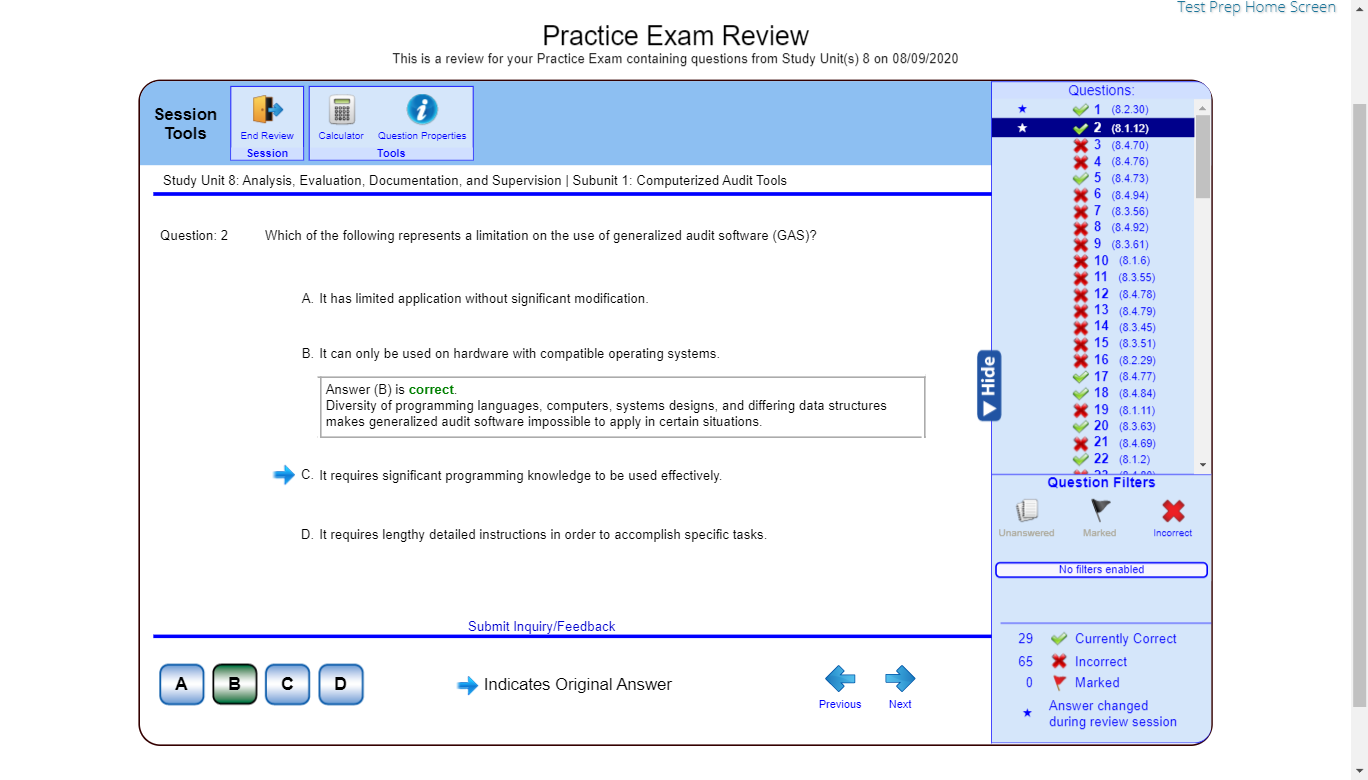 Test Prep Home Screen
Practice Exam Review
This is a review for your Practice Exam containing questions from Study Unit(s) 8 on 08/09/2020
Session
Tools
End Review
Session
Calculator
Question Properties
Tools
Study Unit 8: Analysis, Evaluation, Documentation, and Supervision | Subunit 1: Computerized Audit Tools
Question: 2
Which of the following represents a limitation on the use of generalized audit software (GAS)?
A. It has limited application without significant modification.
B. It can only be used on hardware with compatible operating systems.
Answer (B) is correct.
Diversity of programming languages, computers, systems designs, and differing data structures
makes generalized audit software impossible to apply in certain situations.
C. It requires significant programming knowledge to be used effectively.
D. It requires lengthy detailed instructions in order to accomplish specific tasks.
Submit Inquiry/Feedback
A B C D
Indicates Original Answer
Previous
Next
Hide
Questions:
1 (8.2.30)
2 (8.1.12)
3 (8.4.70)
4 (8.4.76)
5 (8.4.73)
6 (8.4.94)
7 (8.3.56)
8 (8.4.92)
9 (8.3.61)
10 (8.1.6)
11 (8.3.55)
12 (8.4.78)
13 (8.4.79)
14 (8.3.45)
15 (8.3.51)
16 (8.2.29)
17 (8.4.77)
18 (8.4.84)
19 (8.1.11)
20 (8.3.63)
21 (8.4.69)
22 (8.1.2)
Question Filters
Unanswered
Marked
Incorrect
No filters enabled
29 Currently Correct
65 Incorrect
0 Marked
Answer changed
during review session